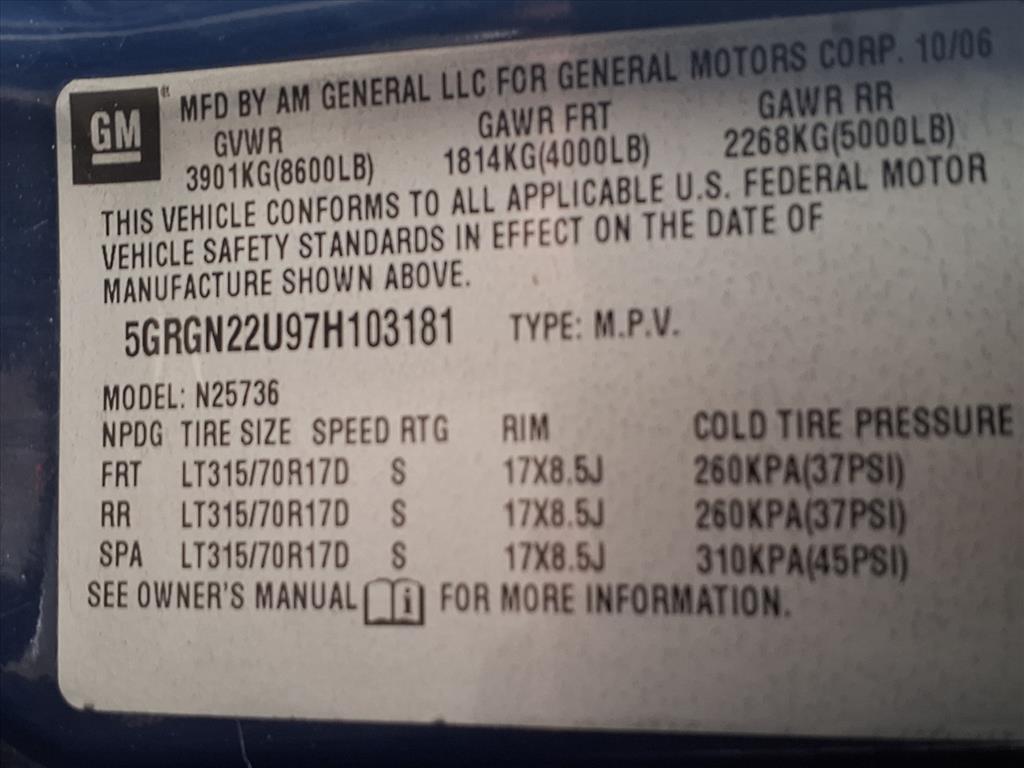 GM
MFD BY AM GENERAL LLC FOR GENERAL MOTORS CORP. 10/06
GVWR GAWR FRT GAWR RR
3901KG(8600LB) 1814KG(4000LB) 2268KG(5000LB)
THIS VEHICLE CONFORMS TO ALL APPLICABLE U.S. FEDERAL MOTOR
VEHICLE SAFETY STANDARDS IN EFFECT ON THE DATE OF
MANUFACTURE SHOWN ABOVE.
5GRGN22U97H103181 TYPE: M.P.V.
MODEL: N25736
NPDG TIRE SIZE SPEED RTG RIM COLD TIRE PRESSURE
FRT LT315/70R17D S 17X8.5J 260KPA(37PSI)
RR LT315/70R17D S 17X8.5J 260KPA(37PSI)
SPA LT315/70R17D S 17X8.5J 310KPA(45PSI)
SEE OWNER'S MANUAL i FOR MORE INFORMATION.